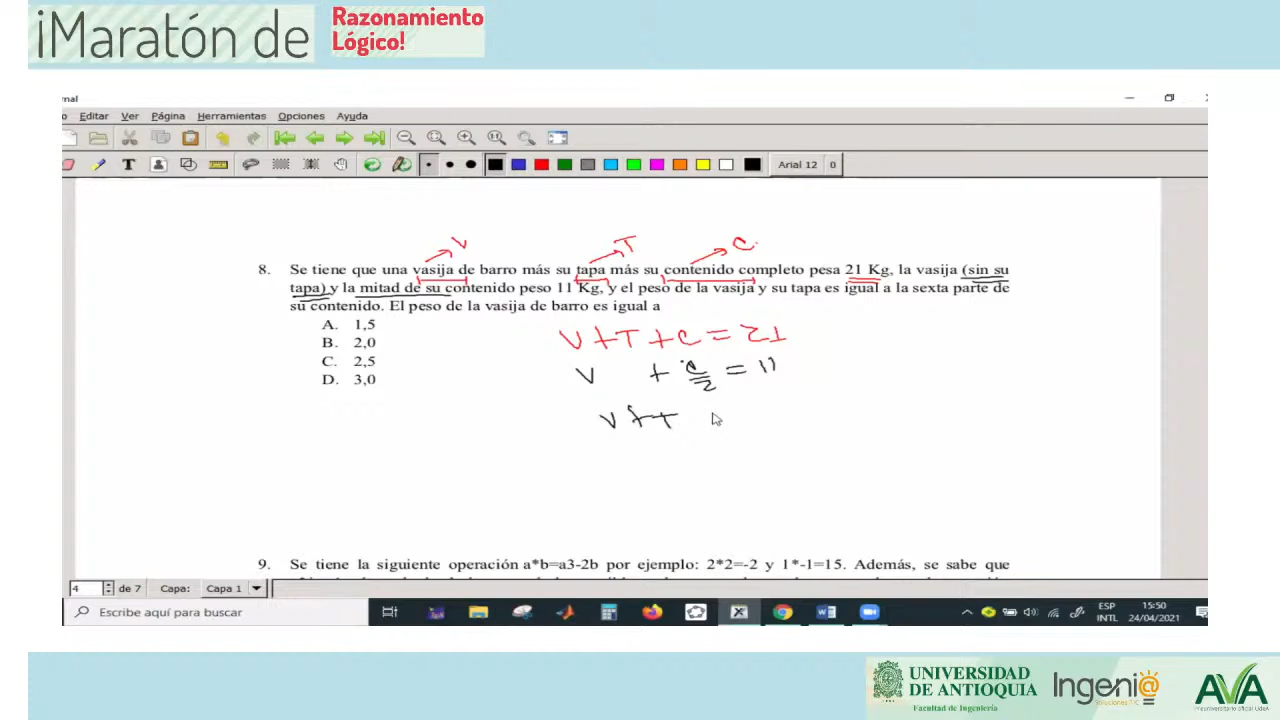 ¡Maratón de Razonamiento Lógico!
rnal
o Editar Ver Página Herramientas Opciones Ayuda
T Arial 12 0
V T C
8. Se tiene que una vasija de barro más su tapa más su contenido completo pesa 21 Kg, la vasija (sin su
tapa) y la mitad de su contenido peso 11 Kg, y el peso de la vasija y su tapa es igual a la sexta parte de
su contenido. El peso de la vasija de barro es igual a
A. 1,5
B. 2,0
C. 2,5
D. 3,0
V + T + C = 21
V + C/2 = 11
V + T
9. Se tiene la siguiente operación a*b=a3-2b por ejemplo: 2*2=-2 y 1*-1=15. Además, se sabe que
4 de 7 Capa: Capa 1
Escribe aquí para buscar
ESP 15:50
INTL 24/04/2021
UNIVERSIDAD DE ANTIOQUIA
Facultad de Ingeniería
Ingeni@
Soluciones TIC
AVA